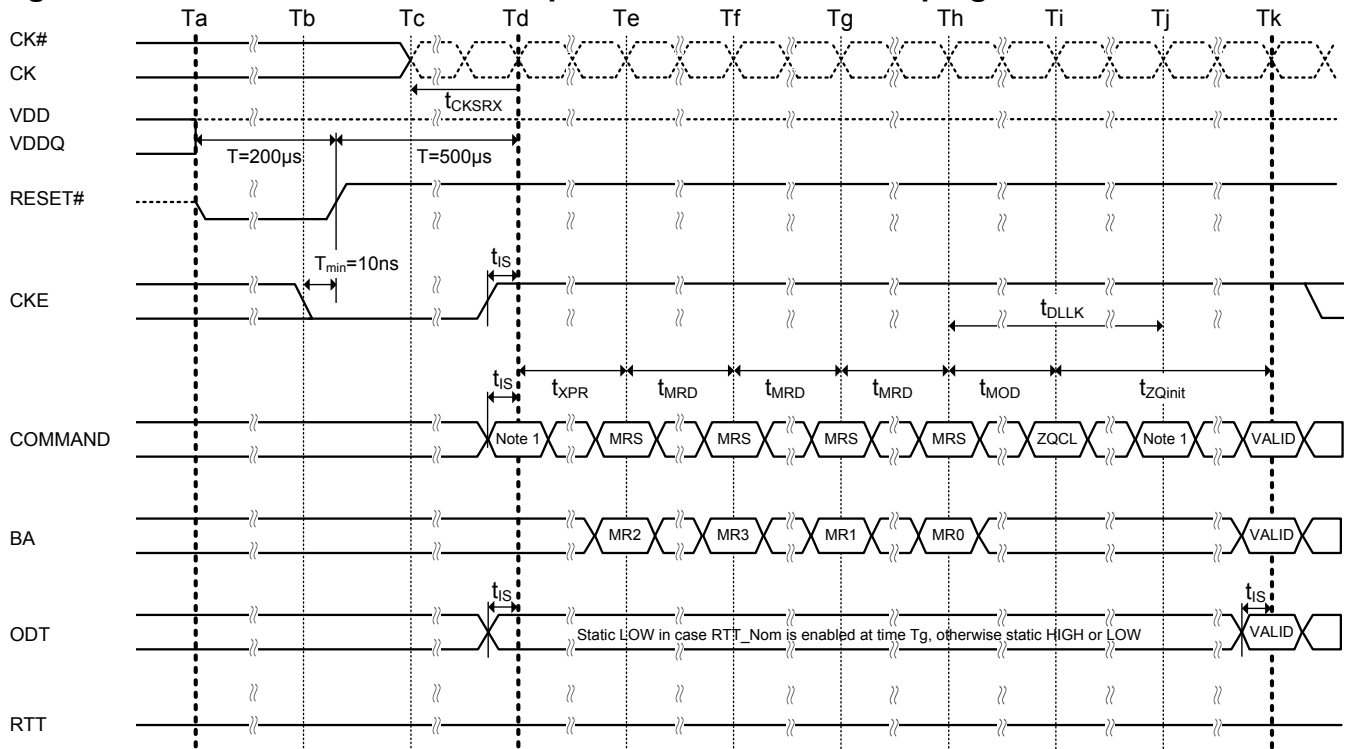 Ta Tb Tc Td Te Tf Tg Th Ti Tj Tk
CK#
CK
tCKSRX
VDD
VDDQ
T=200µs T=500µs
RESET#
Tmin=10ns tIS
CKE
tDLLK
tIS tXPR tMRD tMRD tMRD tMOD tZQinit
COMMAND Note 1 MRS MRS MRS MRS ZQCL Note 1 VALID
BA MR2 MR3 MR1 MR0 VALID
tIS tIS
ODT Static LOW in case RTT_Nom is enabled at time Tg, otherwise static HIGH or LOW VALID
RTT